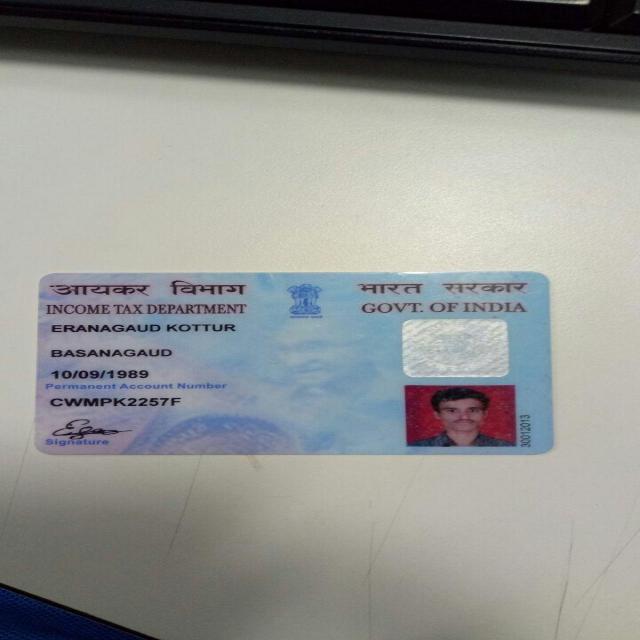 आयकर विभाग भारत सरकार
INCOME TAX DEPARTMENT GOVT. OF INDIA
ERANAGAUD KOTTUR
BASANAGAUD
10/09/1989
Permanent Account Number
CWMPK2257F
Signature
30012013